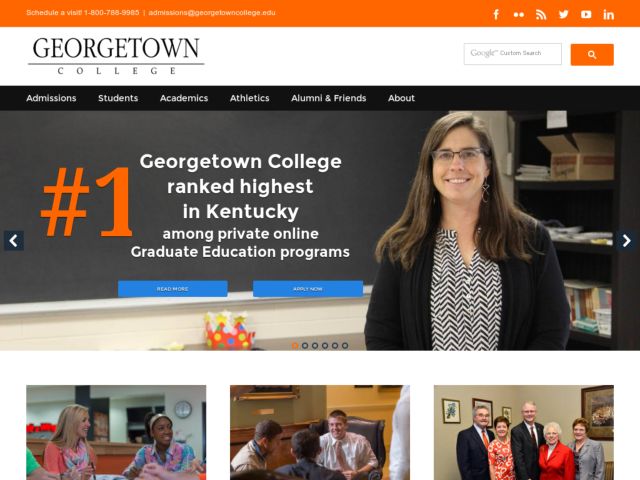 Schedule a visit! 1-800-788-9985 | admissions@georgetowncollege.edu
GEORGETOWN
COLLEGE
Google™ Custom Search
Admissions Students Academics Athletics Alumni & Friends About
#1
Georgetown College
ranked highest
in Kentucky
among private online
Graduate Education programs
READ MORE APPLY NOW